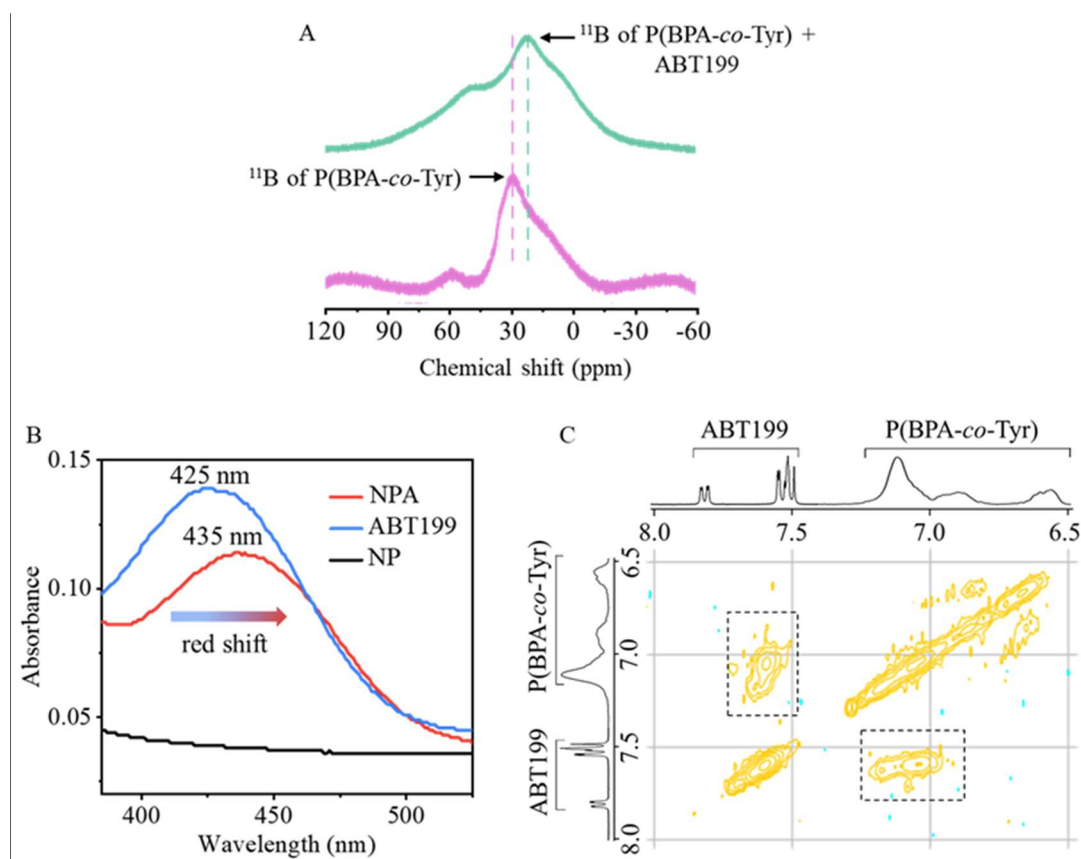 A
¹¹B of P(BPA-co-Tyr) +
ABT199
¹¹B of P(BPA-co-Tyr)
120 90 60 30 0 -30 -60
Chemical shift (ppm)
B
0.15
0.10
0.05
Absorbance
425 nm
435 nm
red shift
NPA
ABT199
NP
400 450 500
Wavelength (nm)
C
ABT199 P(BPA-co-Tyr)
8.0 7.5 7.0 6.5
P(BPA-co-Tyr)
ABT199
6.5
7.0
7.5
8.0